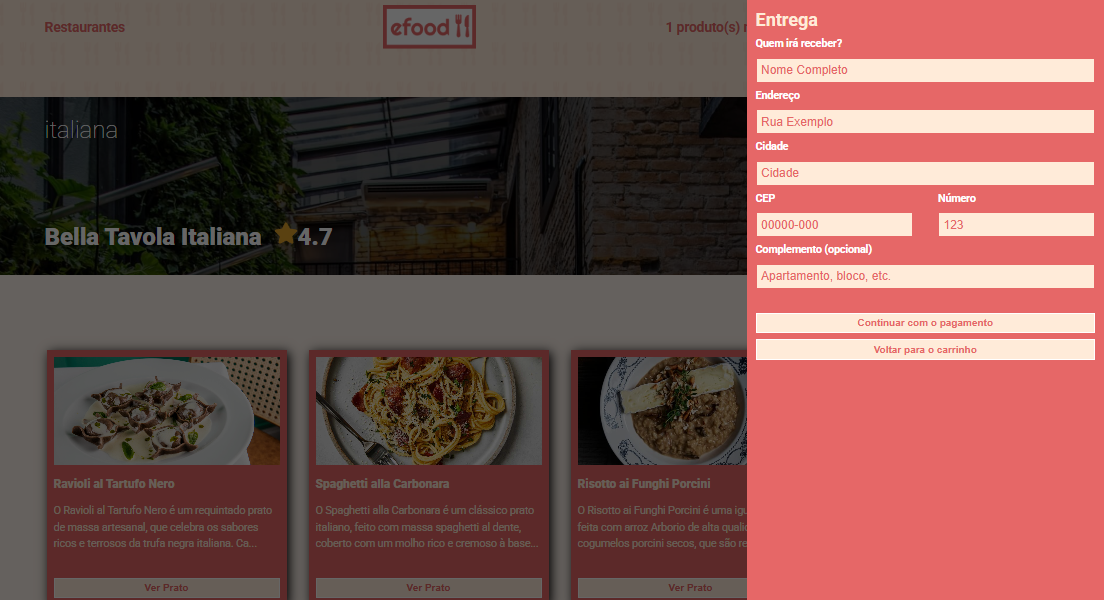 Restaurantes
efood
1 produto(s)
italiana
Bella Tavola Italiana 4.7
Ravioli al Tartufo Nero
O Ravioli al Tartufo Nero é um requintado prato
de massa artesanal, que celebra os sabores
ricos e terrosos da trufa negra italiana. Ca...
Ver Prato
Spaghetti alla Carbonara
O Spaghetti alla Carbonara é um clássico prato
italiano, feito com massa spaghetti al dente,
coberto com um molho rico e cremoso à base...
Ver Prato
Risotto ai Funghi Porcini
O Risotto ai Funghi Porcini é uma
feita com arroz Arborio de alta
cogumelos porcini secos, que são
Ver Prato
Entrega
Quem irá receber?
Nome Completo
Endereço
Rua Exemplo
Cidade
Cidade
CEP Número
00000-000 123
Complemento (opcional)
Apartamento, bloco, etc.
Continuar com o pagamento
Voltar para o carrinho